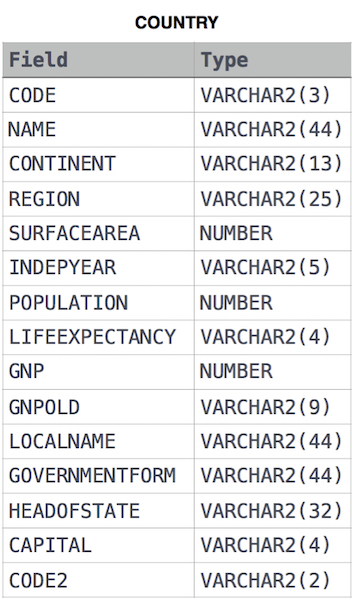 COUNTRY
Field Type
CODE VARCHAR2(3)
NAME VARCHAR2(44)
CONTINENT VARCHAR2(13)
REGION VARCHAR2(25)
SURFACEAREA NUMBER
INDEPYEAR VARCHAR2(5)
POPULATION NUMBER
LIFEEXPECTANCY VARCHAR2(4)
GNP NUMBER
GNPOLD VARCHAR2(9)
LOCALNAME VARCHAR2(44)
GOVERNMENTFORM VARCHAR2(44)
HEADOFSTATE VARCHAR2(32)
CAPITAL VARCHAR2(4)
CODE2 VARCHAR2(2)